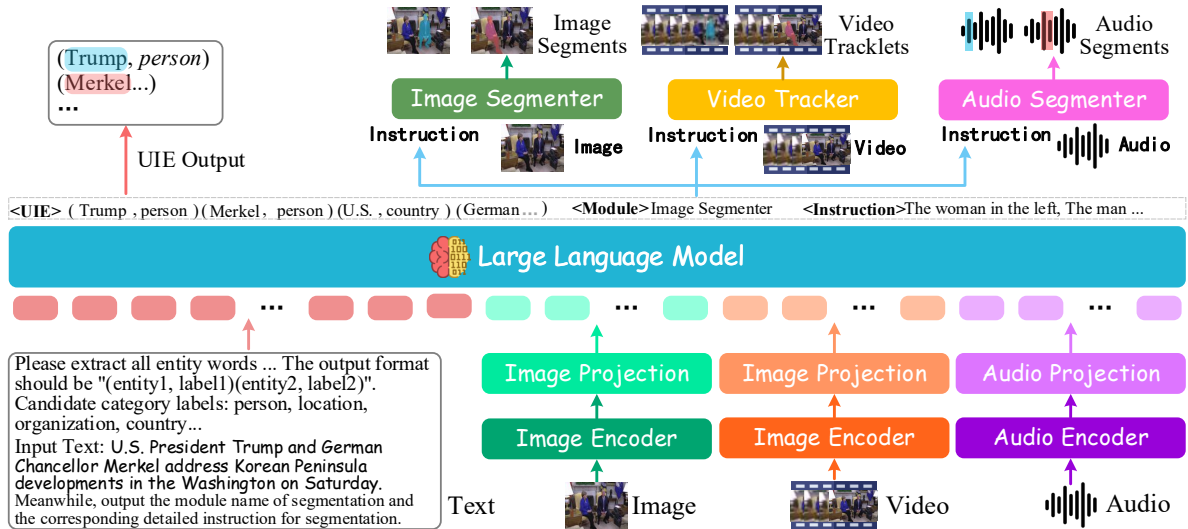 (Trump, person)
(Merkel...)
...
UIE Output
Image Segments
Video Tracklets
Audio Segments
Image Segmenter
Video Tracker
Audio Segmenter
Instruction
Image
Instruction
Video
Instruction
Audio
<UIE> ( Trump , person )(Merkel, person)(U.S. , country ) (German ... )
<Module> Image Segmenter
<Instruction>The woman in the left, The man ...
Large Language Model
...
...
...
...
Please extract all entity words ... The output format
should be "(entity1, label1)(entity2, label2)".
Candidate category labels: person, location,
organization, country...
Input Text: U.S. President Trump and German
Chancellor Merkel address Korean Peninsula
developments in the Washington on Saturday.
Meanwhile, output the module name of segmentation and
the corresponding detailed instruction for segmentation.
Text
Image Projection
Image Projection
Audio Projection
Image Encoder
Image Encoder
Audio Encoder
Image
Video
Audio